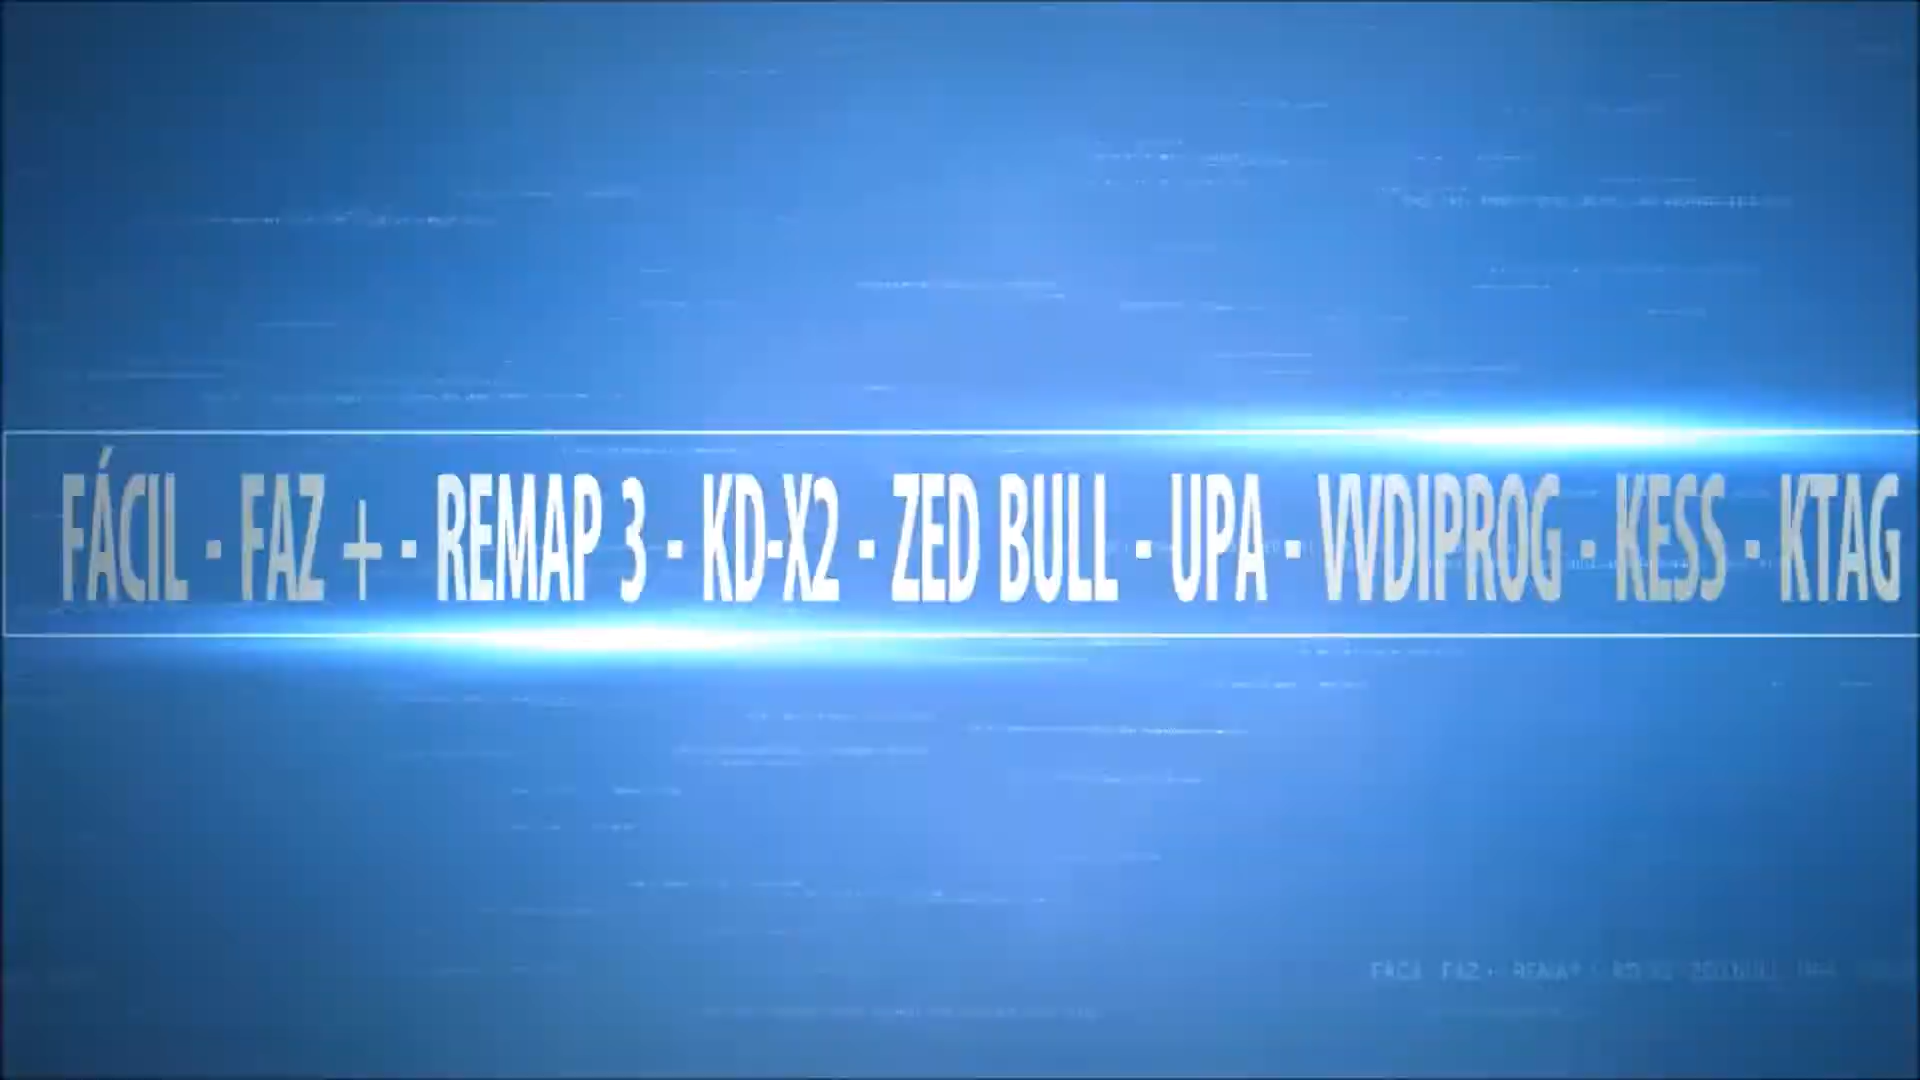 FÁCIL - FAZ + - REMAP 3 - KD-X2 - ZED BULL - UPA - VVDIPROG - KESS - KTAG